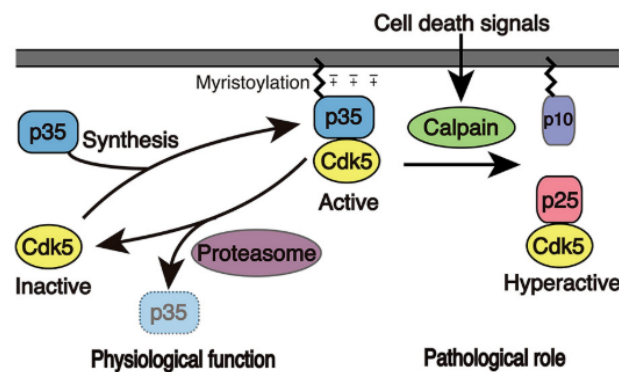 Cell death signals
Myristoylation
+ + +
p35
Synthesis
p35
Calpain
p10
Cdk5
Active
p25
Cdk5
Inactive
Proteasome
Cdk5
Hyperactive
p35
Physiological function
Pathological role